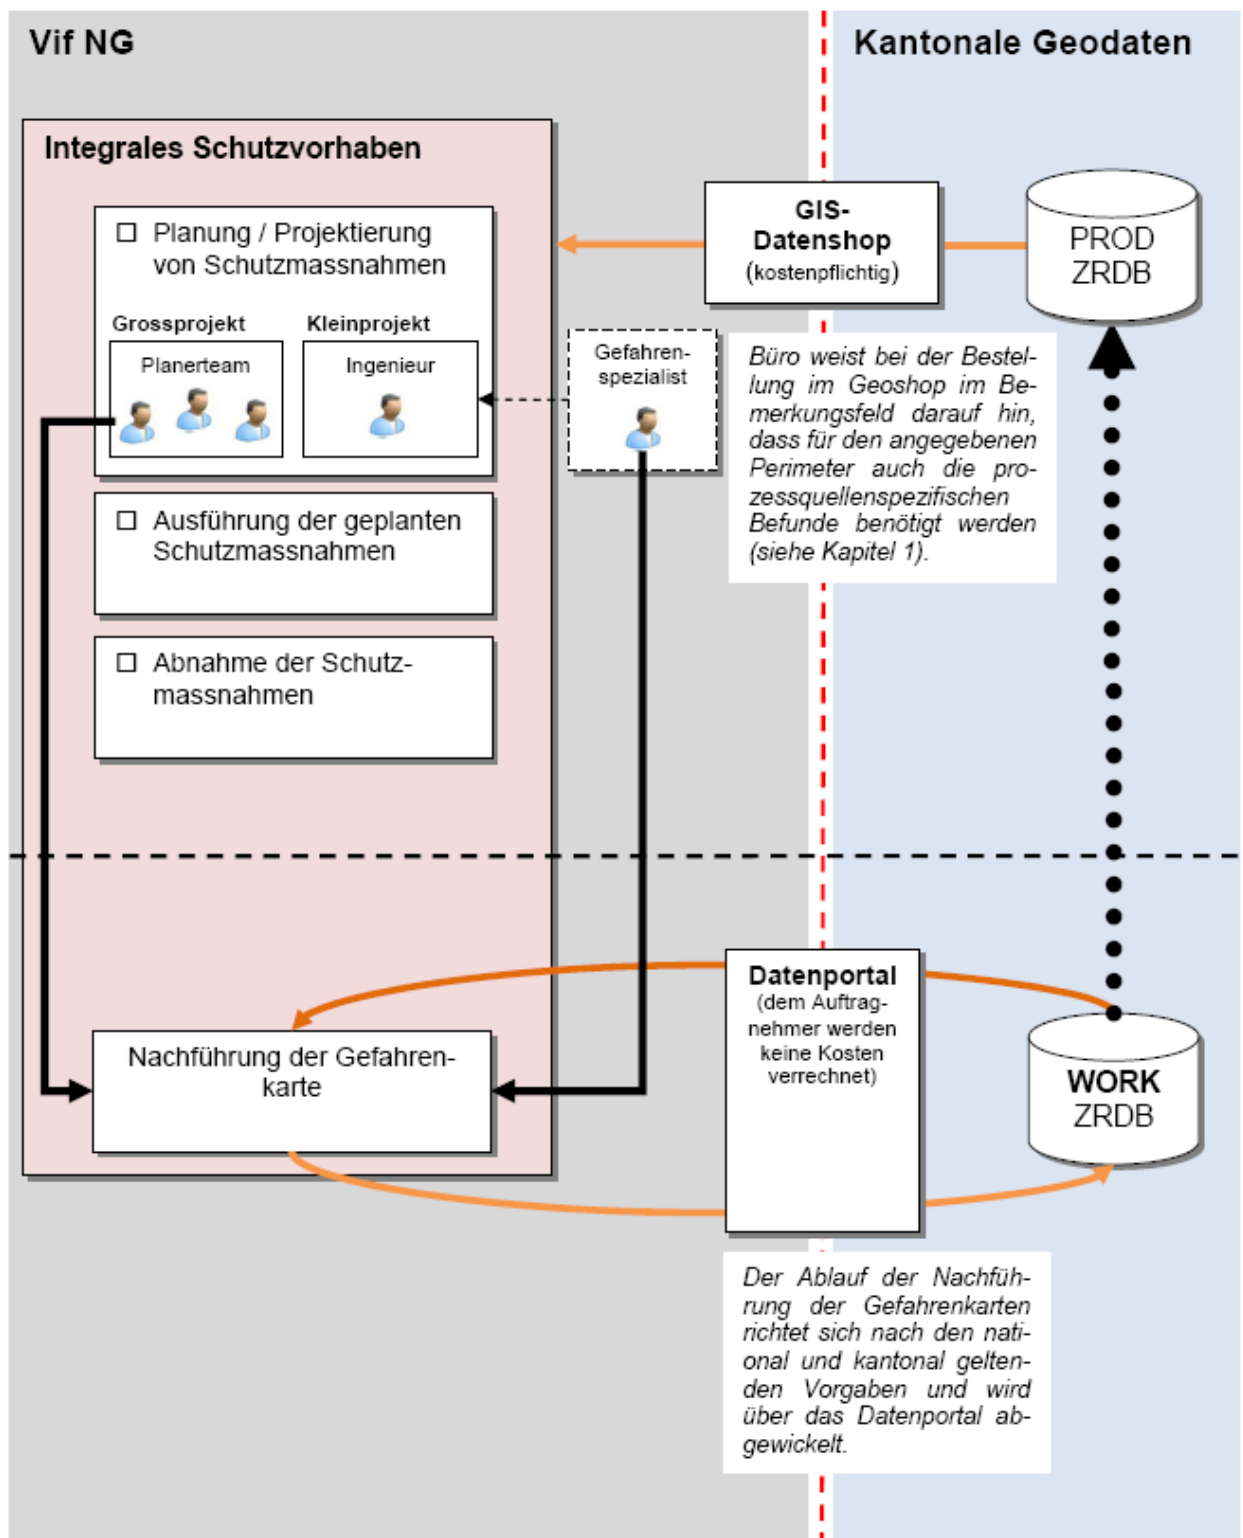 Vif NG
Kantonale Geodaten
Integrales Schutzvorhaben
Planung / Projektierung
von Schutzmassnahmen
Grossprojekt
Planerteam
Kleinprojekt
Ingenieur
Gefahren-
spezialist
GIS-
Datenshop
(kostenpflichtig)
PROD
ZRDB
Büro weist bei der Bestel-
lung im Geoshop im Be-
merkungsfeld darauf hin,
dass für den angegebenen
Perimeter auch die pro-
zessquellenspezifischen
Befunde benötigt werden
(siehe Kapitel 1).
Ausführung der geplanten
Schutzmassnahmen
Abnahme der Schutz-
massnahmen
Nachführung der Gefahren-
karte
Datenportal
(dem Auftrag-
nehmer werden
keine Kosten
verrechnet)
WORK
ZRDB
Der Ablauf der Nachfüh-
rung der Gefahrenkarten
richtet sich nach den nati-
onal und kantonal gelten-
den Vorgaben und wird
über das Datenportal ab-
gewickelt.